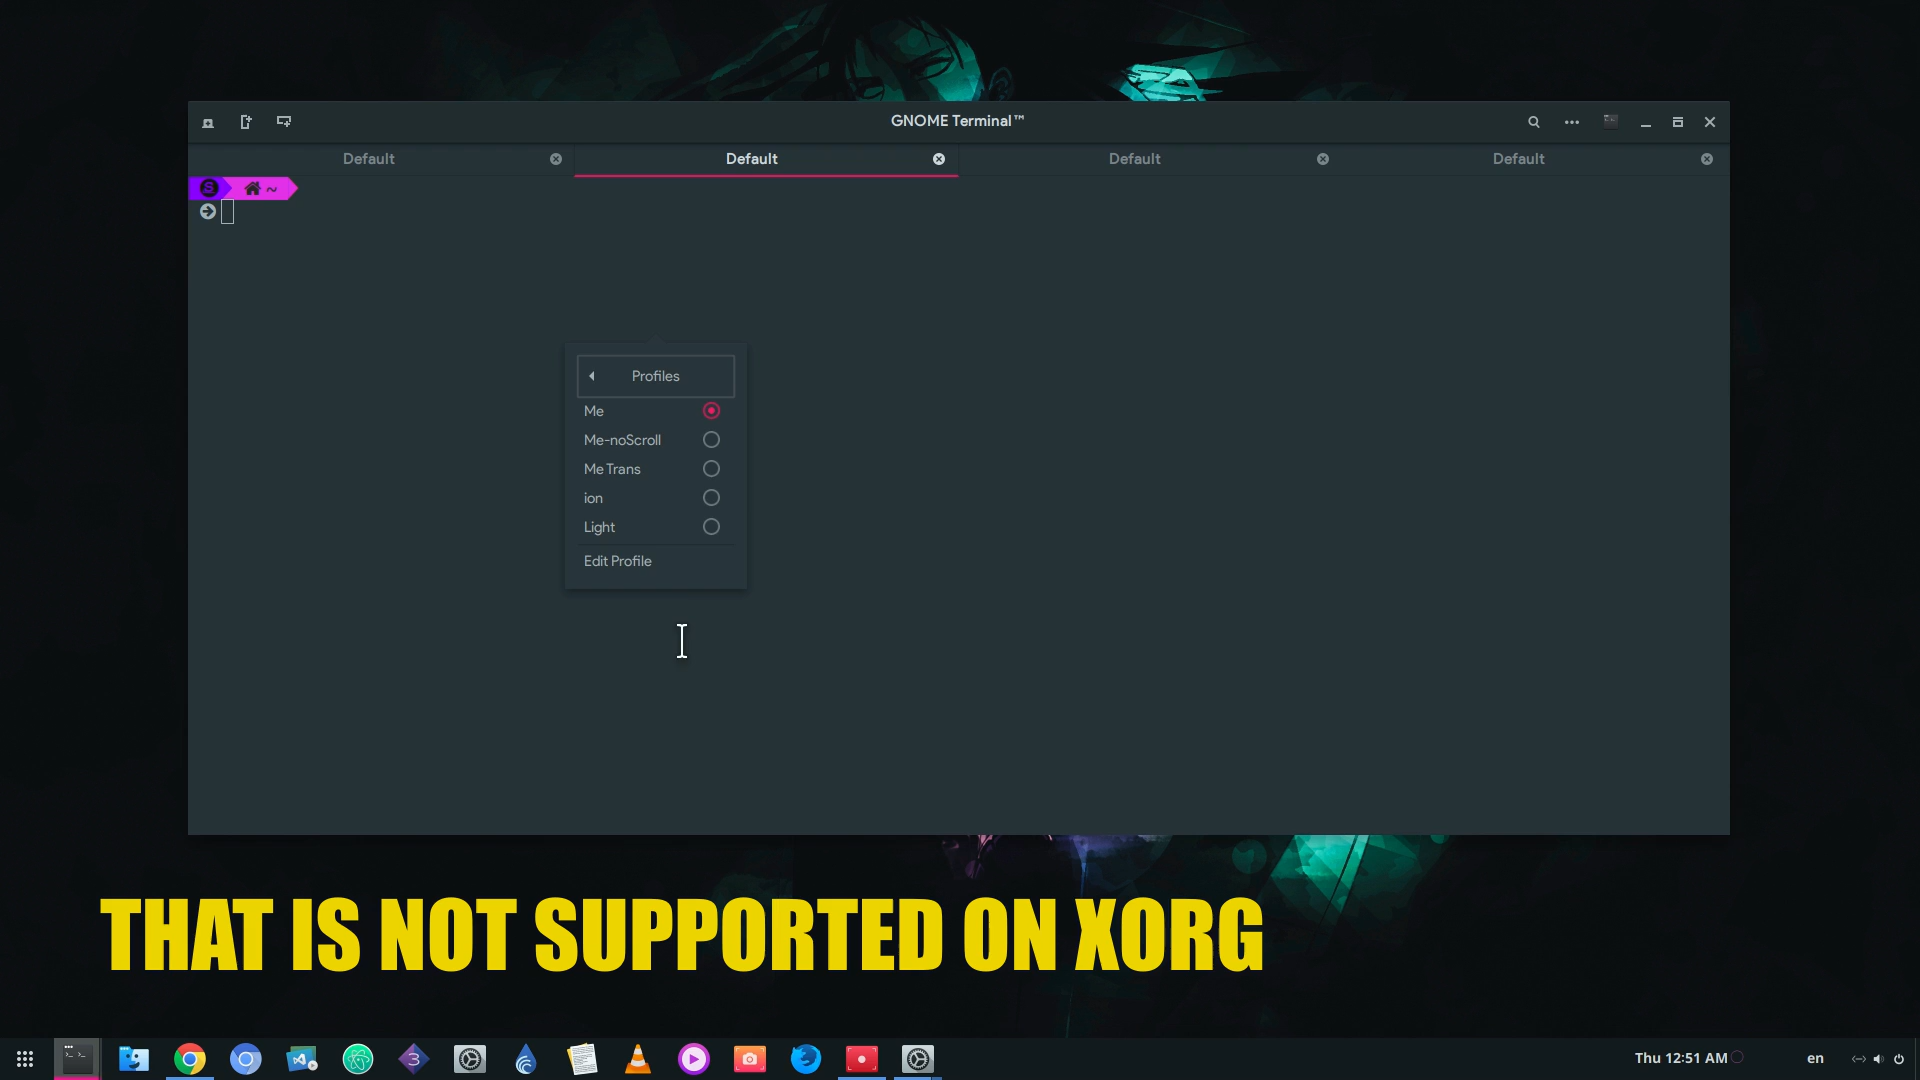 GNOME Terminal™
Default
Default
Default
Default
S ~
Profiles
Me
Me-noScroll
Me Trans
ion
Light
Edit Profile
THAT IS NOT SUPPORTED ON XORG
3
Thu 12:51 AM
en